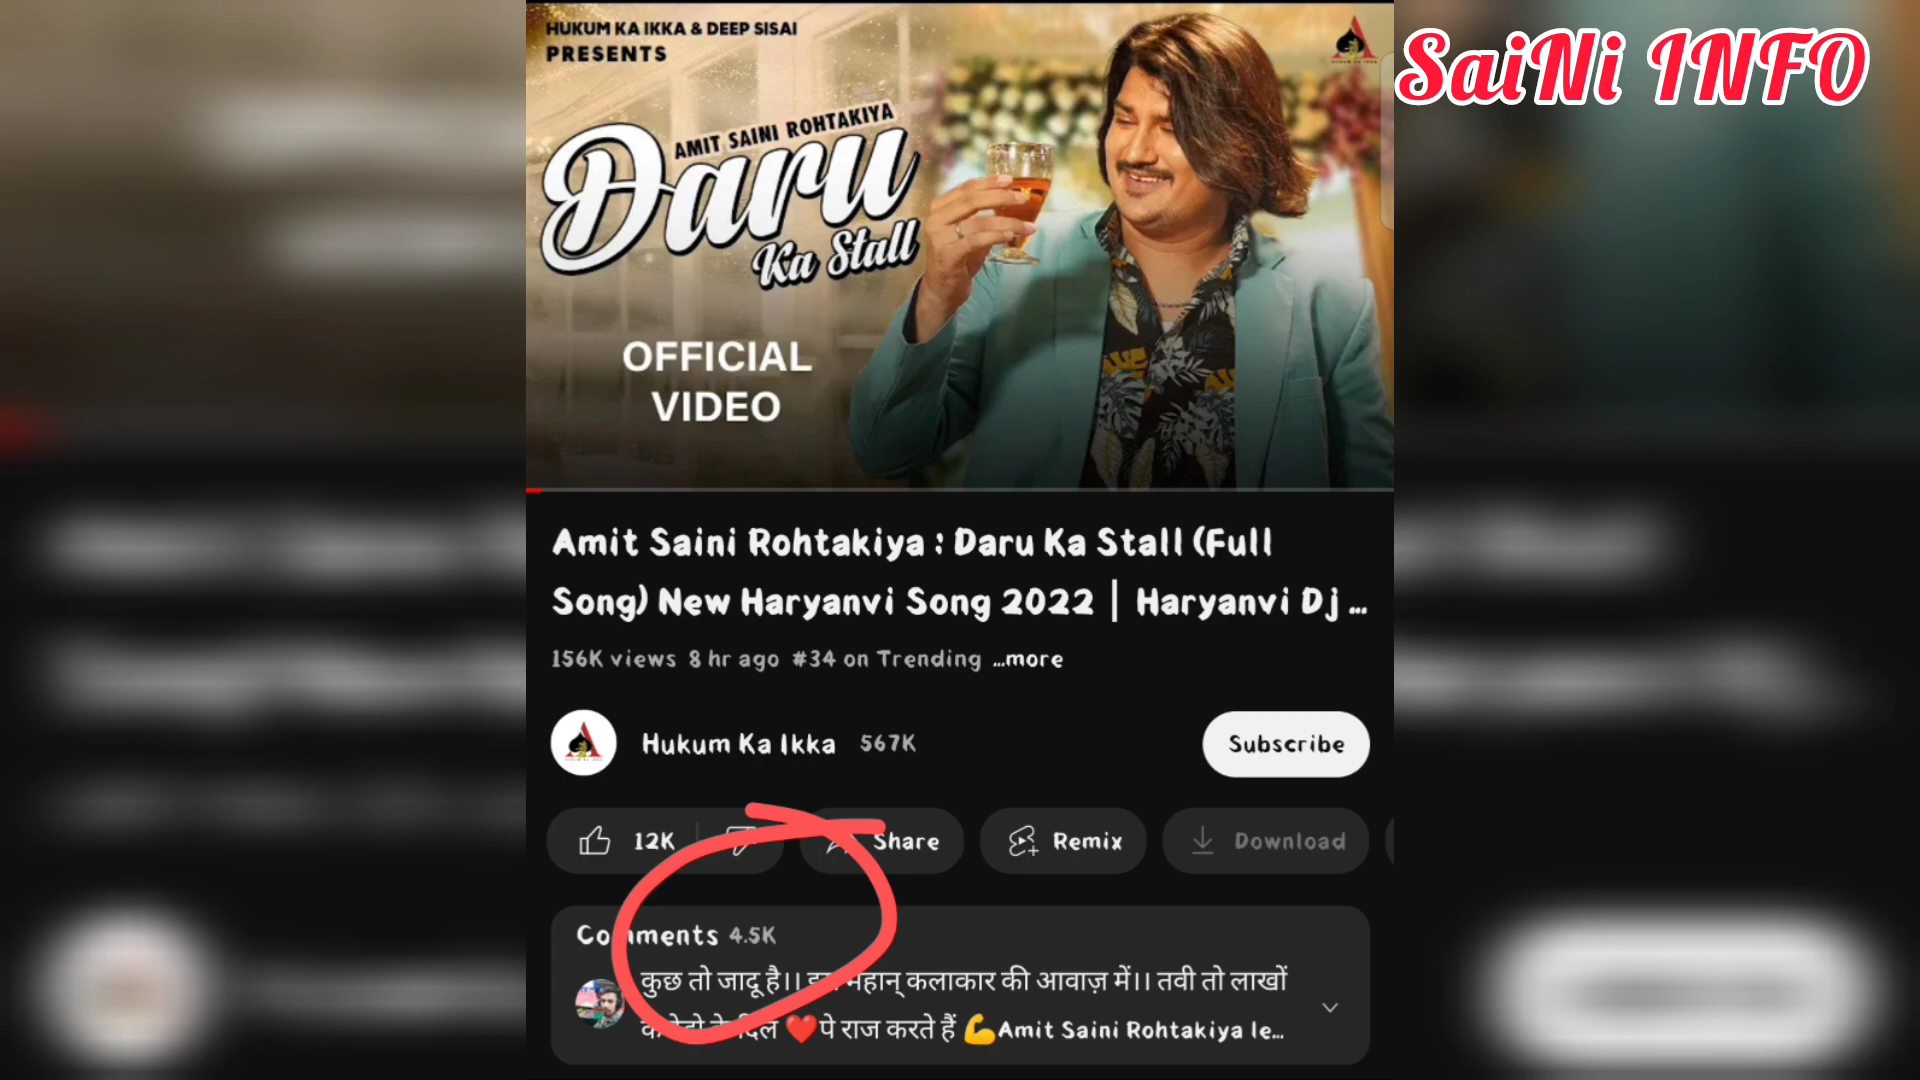 HUKUM KA IKKA & DEEP SISAI
PRESENTS
SaiNi INFO
AMIT SAINI ROHTAKIYA
Daru
Ka Stall
OFFICIAL
VIDEO
Amit Saini Rohtakiya : Daru Ka Stall (Full
Song) New Haryanvi Song 2022 | Haryanvi Dj ...
156K views 8 hr ago #34 on Trending ...more
Hukum Ka Ikka 567K
Subscribe
12K Share Remix Download
Comments 4.5K
कुछ तो जादू है।। महान् कलाकार की आवाज़ में।। तवी तो लाखों
दिल ❤️पे राज करते हैं 💪Amit Saini Rohtakiya le...